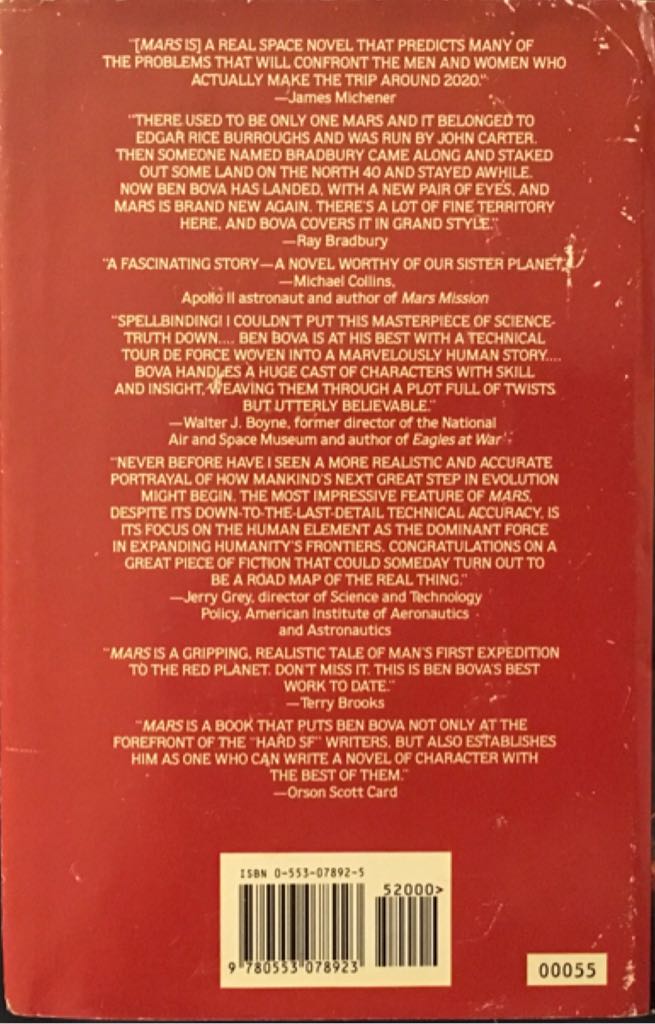 "[MARS IS] A REAL SPACE NOVEL THAT PREDICTS MANY OF
THE PROBLEMS THAT WILL CONFRONT THE MEN AND WOMEN WHO
ACTUALLY MAKE THE TRIP AROUND 2020."
—James Michener
"THERE USED TO BE ONLY ONE MARS AND IT BELONGED TO
EDGAR RICE BURROUGHS AND WAS RUN BY JOHN CARTER.
THEN SOMEONE NAMED BRADBURY CAME ALONG AND STAKED
OUT SOME LAND ON THE NORTH 40 AND STAYED AWHILE.
NOW BEN BOVA HAS LANDED, WITH A NEW PAIR OF EYES, AND
MARS IS BRAND NEW AGAIN. THERE'S A LOT OF FINE TERRITORY
HERE, AND BOVA COVERS IT IN GRAND STYLE."
—Ray Bradbury
"A FASCINATING STORY—A NOVEL WORTHY OF OUR SISTER PLANET."
—Michael Collins,
Apollo II astronaut and author of Mars Mission
"SPELLBINDING! I COULDN'T PUT THIS MASTERPIECE OF SCIENCE-
TRUTH DOWN.... BEN BOVA IS AT HIS BEST WITH A TECHNICAL
TOUR DE FORCE WOVEN INTO A MARVELOUSLY HUMAN STORY....
BOVA HANDLES A HUGE CAST OF CHARACTERS WITH SKILL
AND INSIGHT, WEAVING THEM THROUGH A PLOT FULL OF TWISTS
BUT UTTERLY BELIEVABLE."
—Walter J. Boyne, former director of the National
Air and Space Museum and author of Eagles at War
"NEVER BEFORE HAVE I SEEN A MORE REALISTIC AND ACCURATE
PORTRAYAL OF HOW MANKIND'S NEXT GREAT STEP IN EVOLUTION
MIGHT BEGIN. THE MOST IMPRESSIVE FEATURE OF MARS,
DESPITE ITS DOWN-TO-THE-LAST-DETAIL TECHNICAL ACCURACY, IS
ITS FOCUS ON THE HUMAN ELEMENT AS THE DOMINANT FORCE
IN EXPANDING HUMANITY'S FRONTIERS. CONGRATULATIONS ON A
GREAT PIECE OF FICTION THAT COULD SOMEDAY TURN OUT TO
BE A ROAD MAP OF THE REAL THING."
—Jerry Grey, director of Science and Technology
Policy, American Institute of Aeronautics
and Astronautics
"MARS IS A GRIPPING, REALISTIC TALE OF MAN'S FIRST EXPEDITION
TO THE RED PLANET. DON'T MISS IT. THIS IS BEN BOVA'S BEST
WORK TO DATE."
—Terry Brooks
"MARS IS A BOOK THAT PUTS BEN BOVA NOT ONLY AT THE
FOREFRONT OF THE "HARD SF" WRITERS, BUT ALSO ESTABLISHES
HIM AS ONE WHO CAN WRITE A NOVEL OF CHARACTER WITH
THE BEST OF THEM."
—Orson Scott Card
ISBN 0-553-07892-5
52000>
9 780553 078923
00055